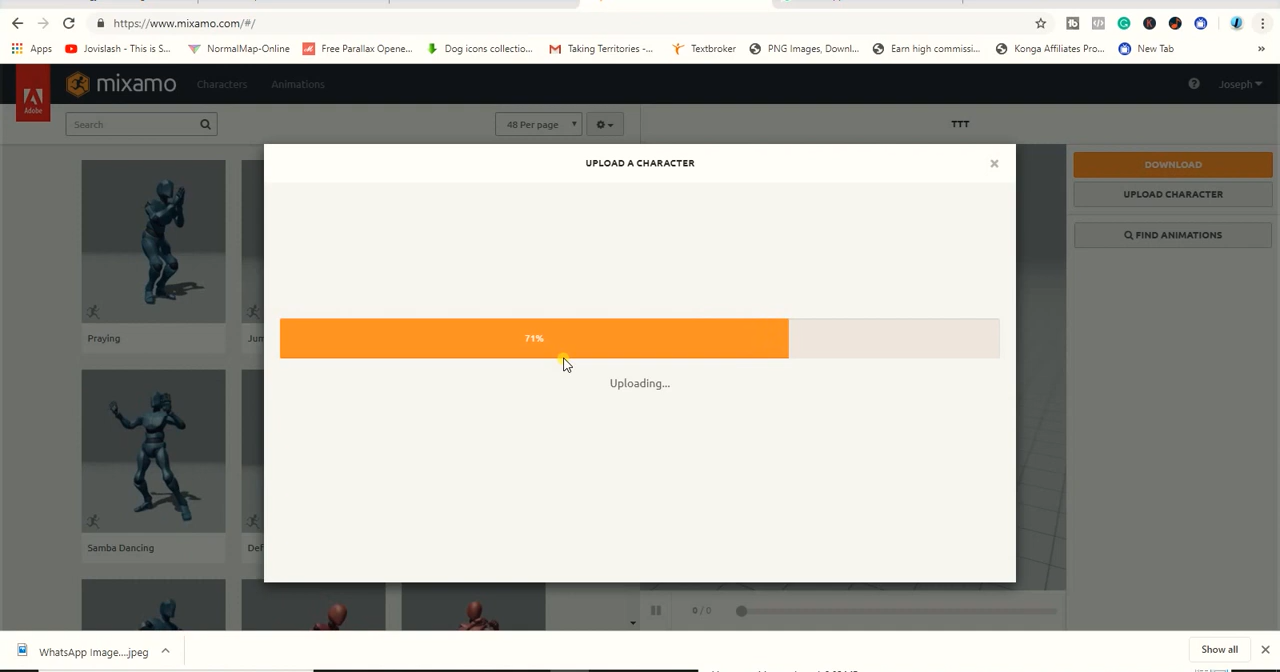 https://www.mixamo.com/#/
Apps
Jovislash - This is S...
NormalMap-Online
Free Parallax Opene...
Dog icons collectio...
Taking Territories -...
Textbroker
PNG Images, Downl...
Earn high commissi...
Konga Affiliates Pro...
New Tab
»
Adobe
mixamo
Characters
Animations
Joseph
Search
48 Per page
TTT
UPLOAD A CHARACTER
DOWNLOAD
UPLOAD CHARACTER
FIND ANIMATIONS
71%
Uploading...
Praying
Jum
Samba Dancing
Def
0 / 0
WhatsApp Image....jpeg
Show all